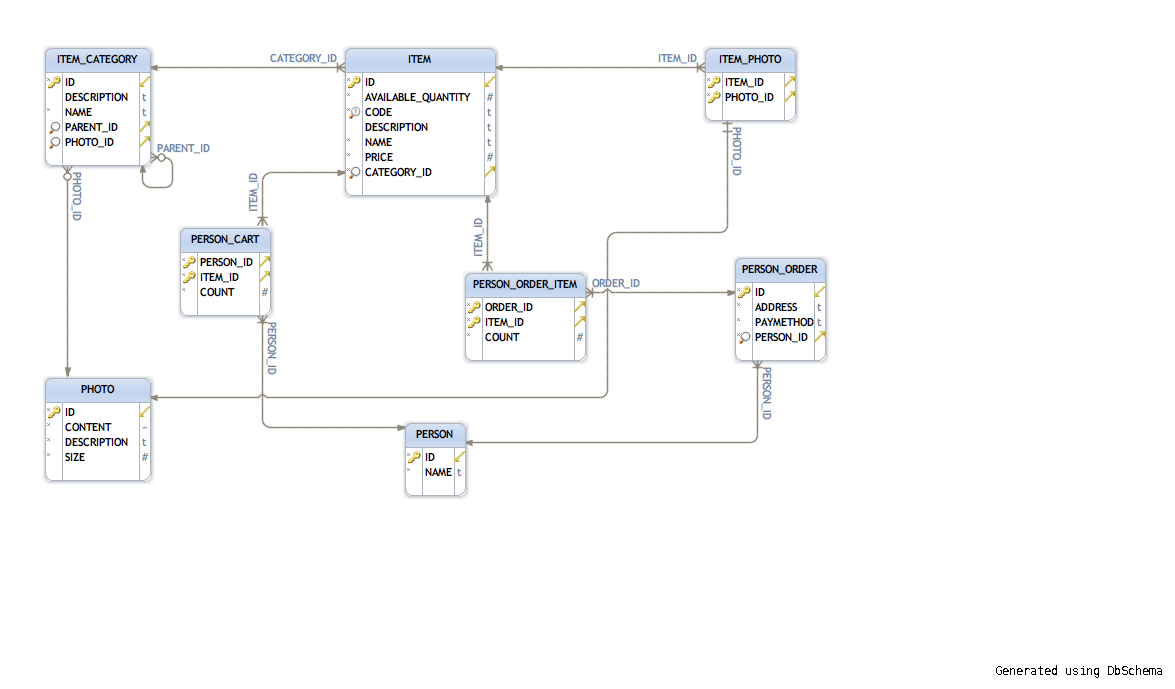 ITEM_CATEGORY
ID
DESCRIPTION t
NAME t
PARENT_ID
PHOTO_ID
PARENT_ID
PHOTO_ID
CATEGORY_ID
ITEM
ID
AVAILABLE_QUANTITY #
CODE t
DESCRIPTION t
NAME t
PRICE #
CATEGORY_ID
ITEM_ID
ITEM_PHOTO
ITEM_ID
PHOTO_ID
PHOTO_ID
ITEM_ID
PERSON_CART
PERSON_ID
ITEM_ID
COUNT #
PERSON_ID
ITEM_ID
PERSON_ORDER_ITEM
ORDER_ID
ITEM_ID
COUNT #
ORDER_ID
PERSON_ORDER
ID
ADDRESS t
PAYMETHOD t
PERSON_ID
PERSON_ID
PHOTO
ID
CONTENT ~
DESCRIPTION t
SIZE #
PERSON
ID
NAME t
Generated using DbSchema